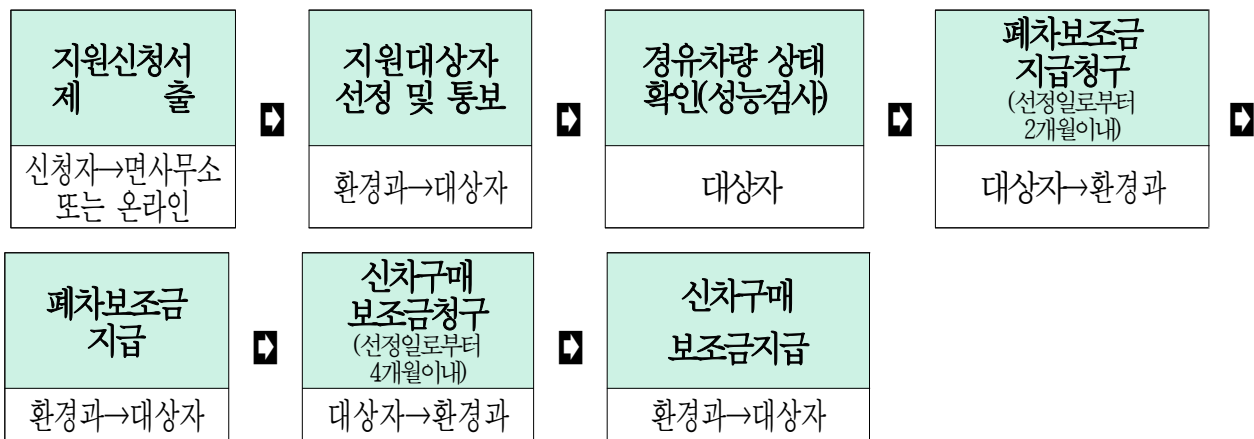 지원신청서
제 출
신청자→면사무소
또는 온라인
지원대상자
선정 및 통보
환경과→대상자
경유차량 상태
확인(성능검사)
대상자
폐차보조금
지급청구
(선정일로부터
2개월이내)
대상자→환경과
폐차보조금
지급
환경과→대상자
신차구매
보조금청구
(선정일로부터
4개월이내)
대상자→환경과
신차구매
보조금지급
환경과→대상자